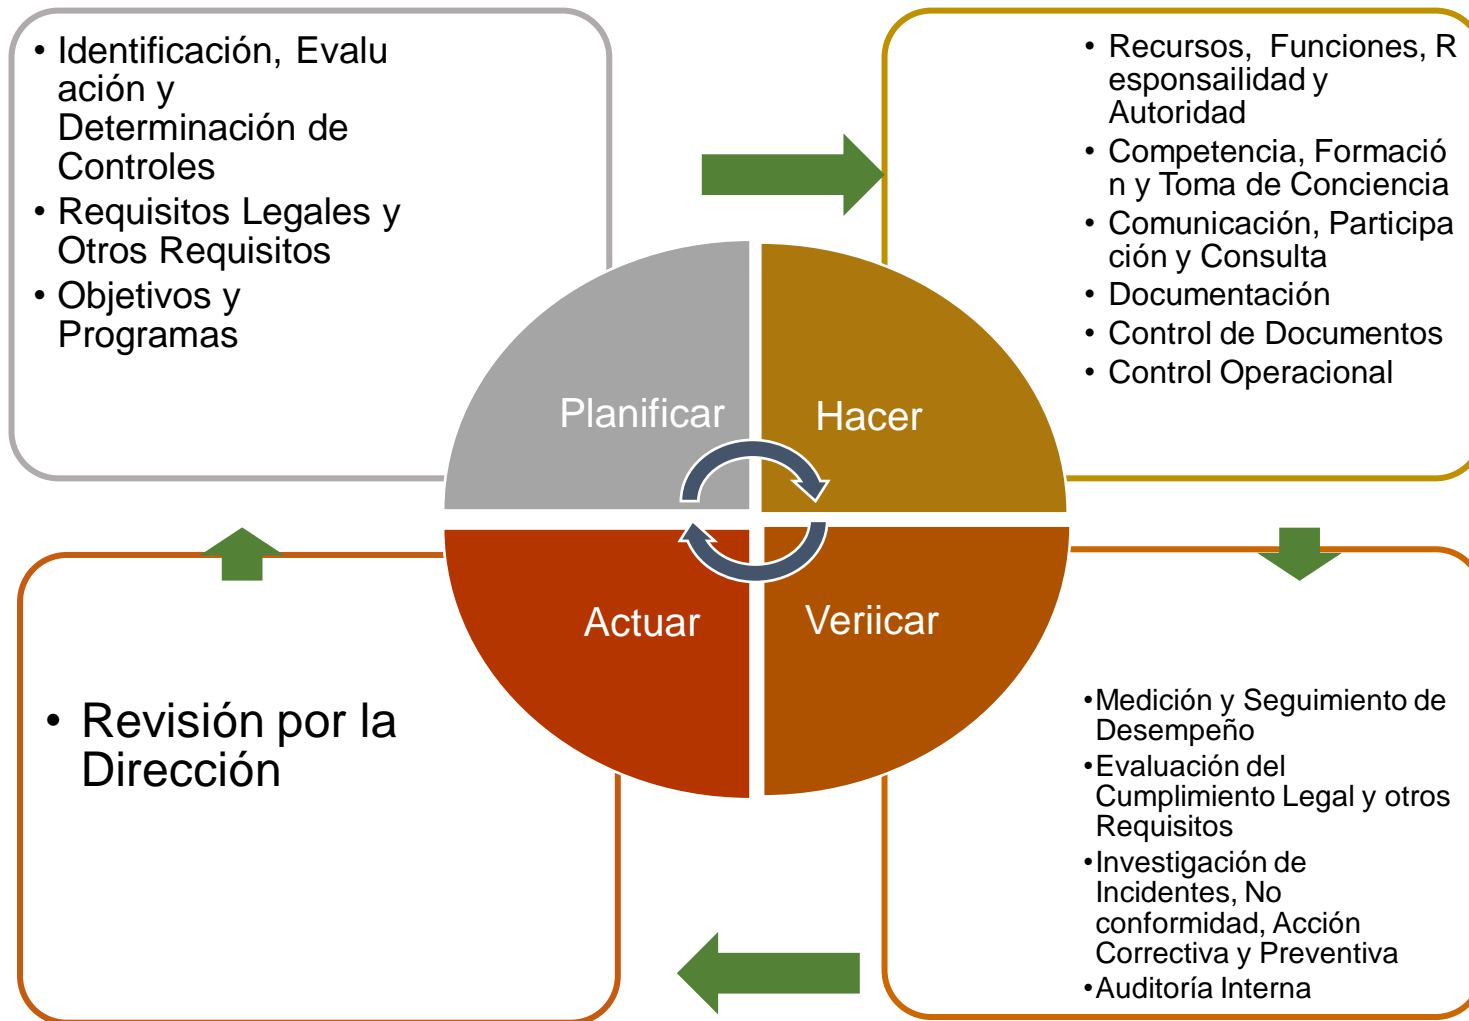 • Identificación, Evalu
ación y
Determinación de
Controles
• Requisitos Legales y
Otros Requisitos
• Objetivos y
Programas
• Recursos, Funciones, R
esponsailidad y
Autoridad
• Competencia, Formació
n y Toma de Conciencia
• Comunicación, Participa
ción y Consulta
• Documentación
• Control de Documentos
• Control Operacional
Planificar
Hacer
Actuar
Veriicar
• Revisión por la
Dirección
•Medición y Seguimiento de
Desempeño
•Evaluación del
Cumplimiento Legal y otros
Requisitos
•Investigación de
Incidentes, No
conformidad, Acción
Correctiva y Preventiva
•Auditoría Interna